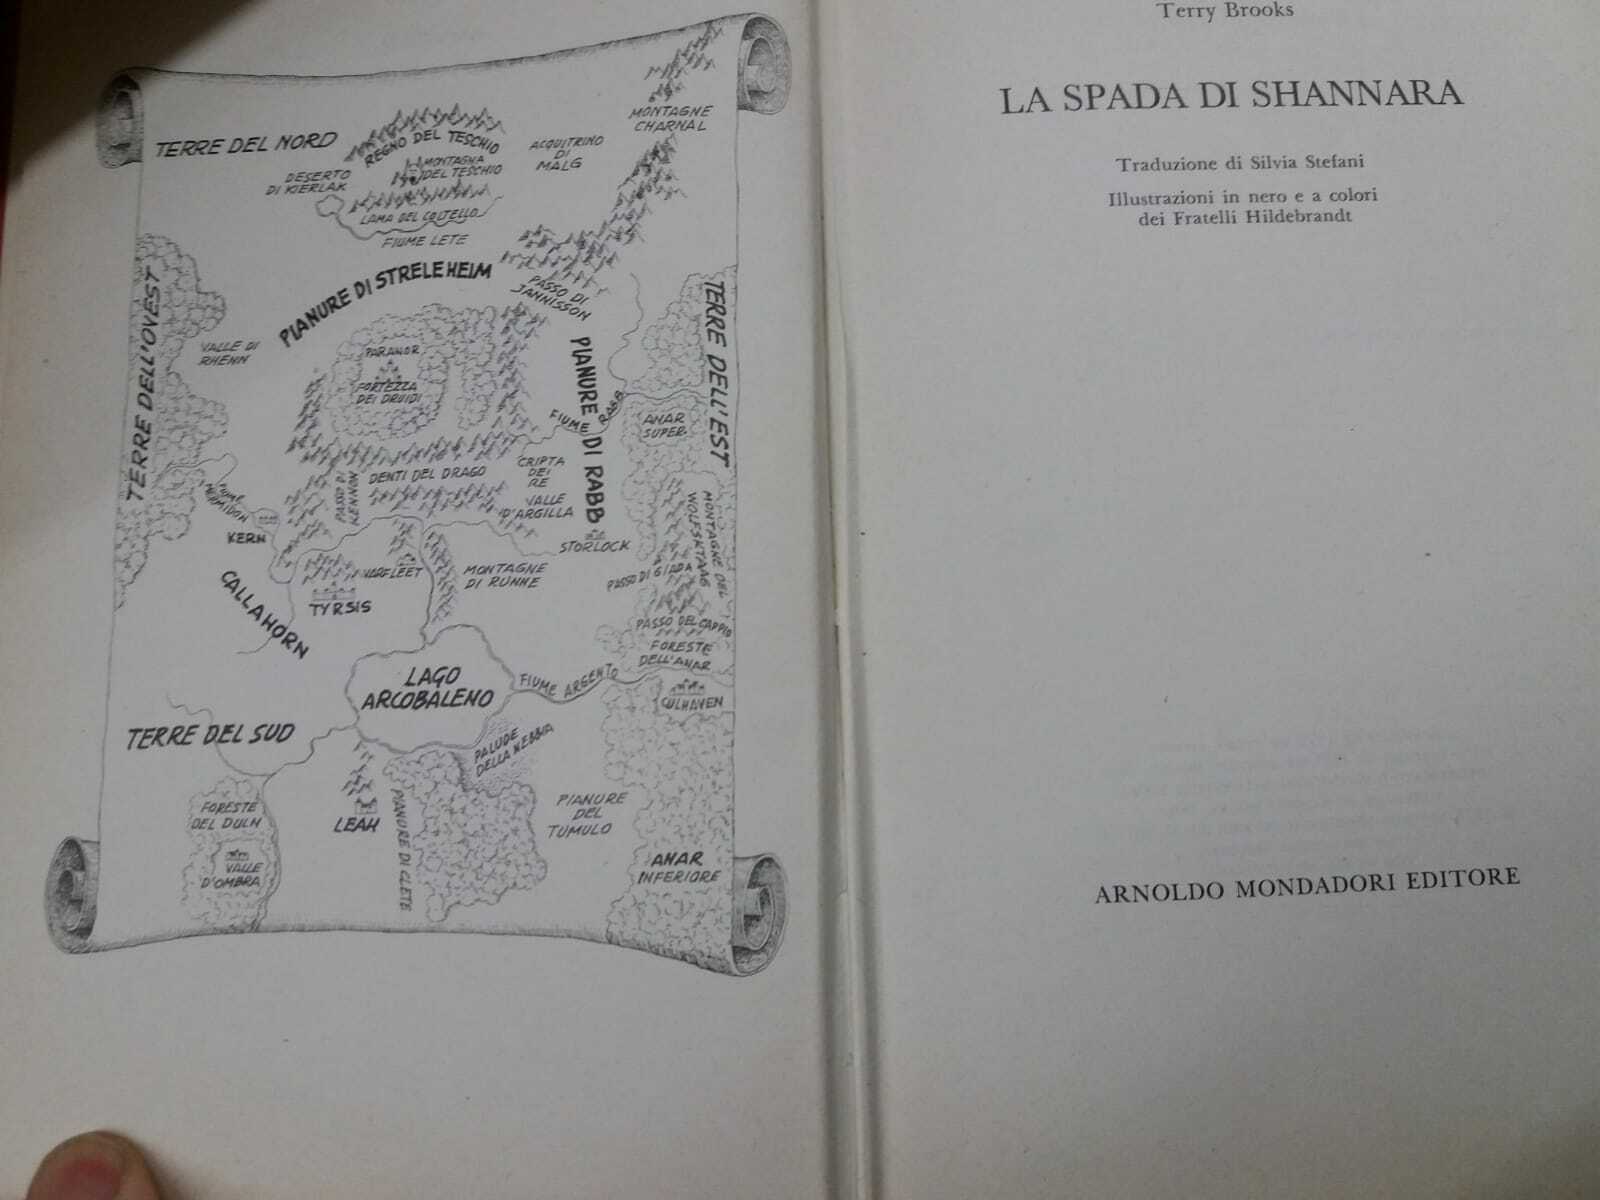 TERRE DEL NORD
DESERTO
DI KIERLAK
REGNO DEL TESCHIO
MONTAGNA
DEL TESCHIO
LAMA DEL COLTELLO
FIUME LETE
ACQUITRINO
DI
MALG
MONTAGNE
CHARNAL
PIANURE DI STRELEHEIM
PASSO DI
JANNISSON
TERRE DELL'OVEST
VALLE DI
RHENN
PARANOR
FORTEZZA
DEI DRUIDI
PIANURE DI RABB
FIUME RABB
TERRE DELL'EST
ANAR
SUPER.
DENTI DEL DRAGO
CRIPTA
DEI
RE
VALLE
D'ARGILLA
PASSO DI
KENNON
FIUME
MERMIDON
KERN
CALLAHORN
VARFLEET
TYRSIS
MONTAGNE
DI RUNNE
STORLOCK
MONTAGNE DEL
WOLFSKTAAG
PASSO DI GIADA
PASSO DEL CAPPIO
FORESTE
DELL'ANAR
LAGO
ARCOBALENO
FIUME ARGENTO
CULHAVEN
TERRE DEL SUD
PALUDE
DELLA NEBBIA
FORESTE
DEL DULN
VALLE
D'OMBRA
LEAH
PIANURE DI CLETE
PIANURE
DEL
TUMULO
ANAR
INFERIORE
Terry Brooks
LA SPADA DI SHANNARA
Traduzione di Silvia Stefani
Illustrazioni in nero e a colori
dei Fratelli Hildebrandt
ARNOLDO MONDADORI EDITORE